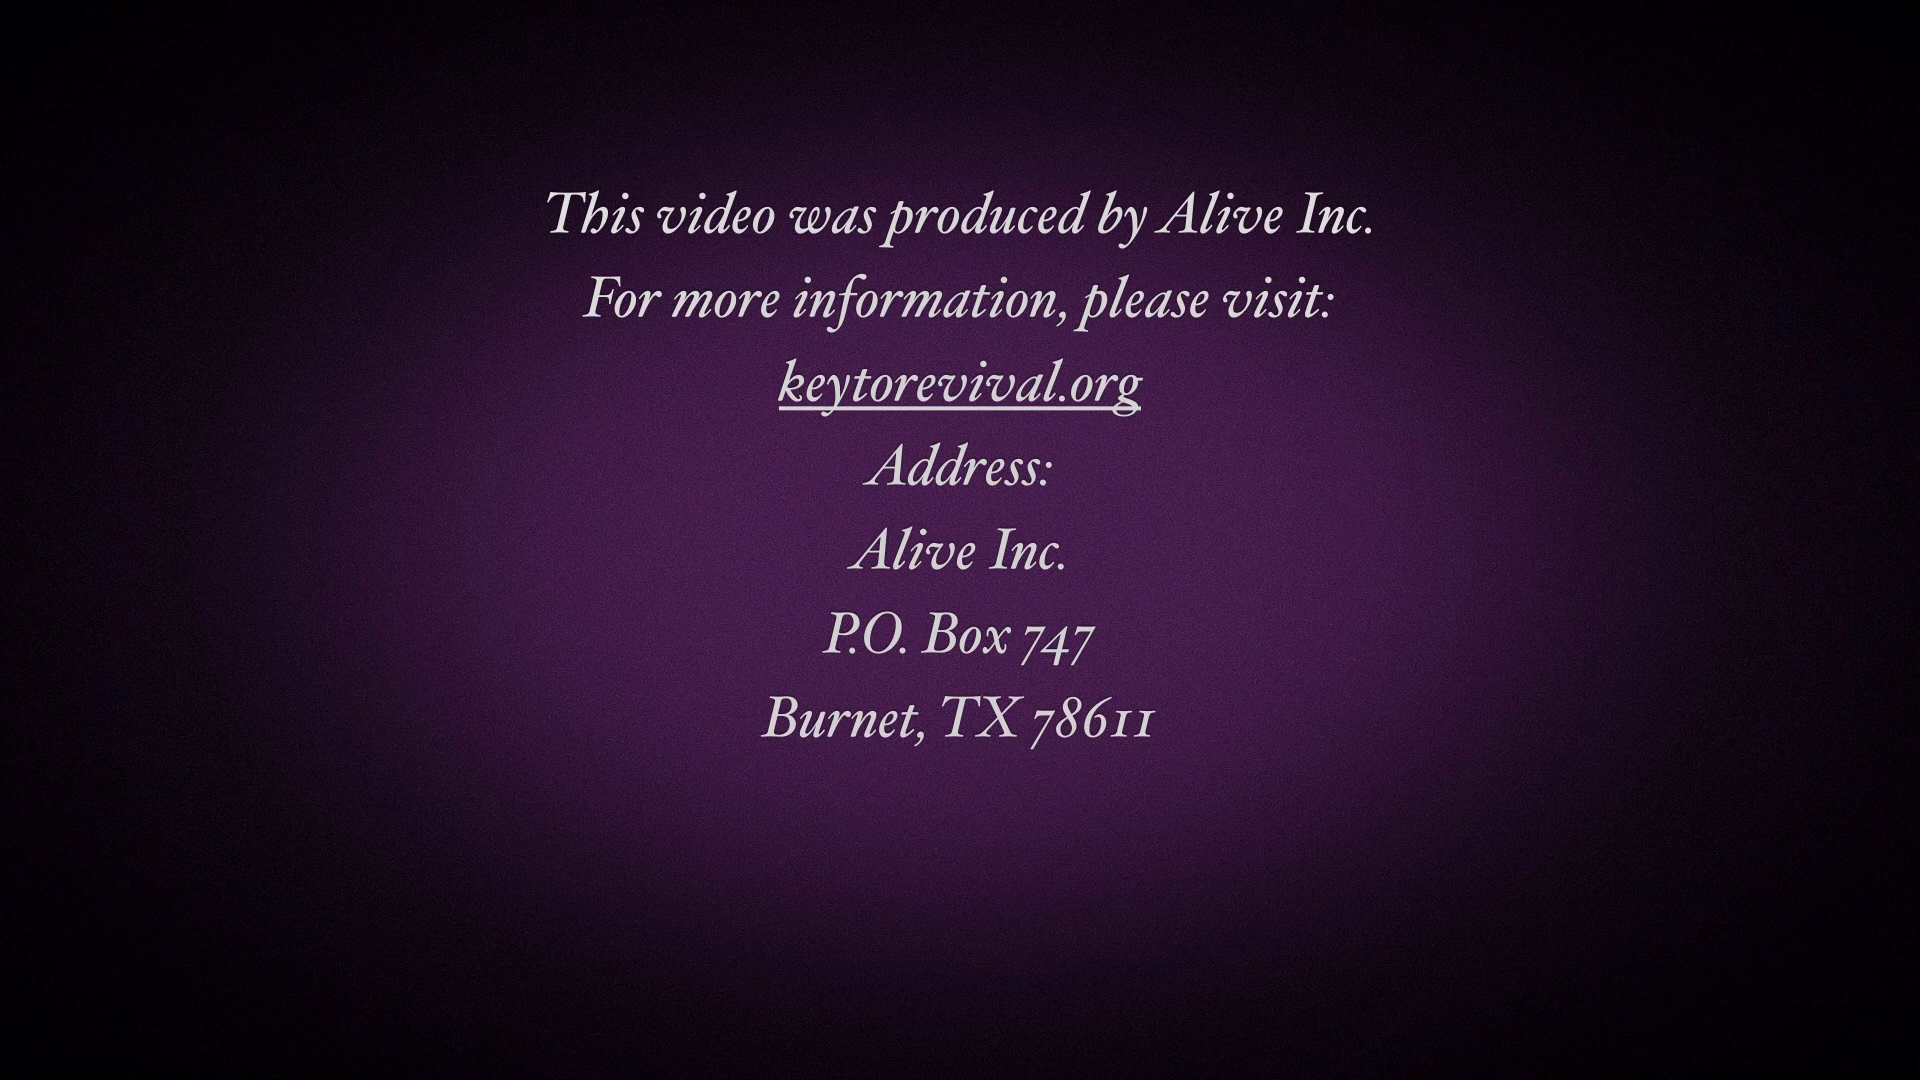 This video was produced by Alive Inc.
For more information, please visit:
keytorevival.org
Address:
Alive Inc.
P.O. Box 747
Burnet, TX 78611